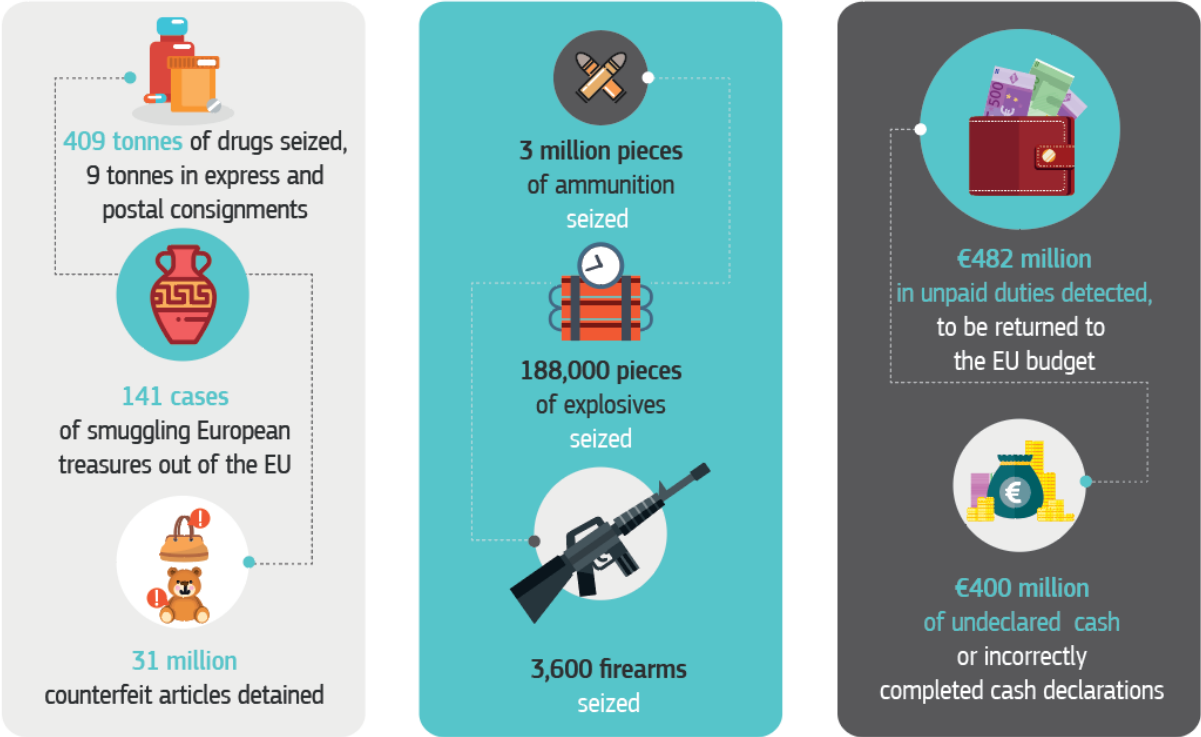 409 tonnes of drugs seized,
9 tonnes in express and
postal consignments
141 cases
of smuggling European
treasures out of the EU
31 million
counterfeit articles detained
3 million pieces
of ammunition
seized
188,000 pieces
of explosives
seized
3,600 firearms
seized
500
€482 million
in unpaid duties detected,
to be returned to
the EU budget
€
€400 million
of undeclared cash
or incorrectly
completed cash declarations